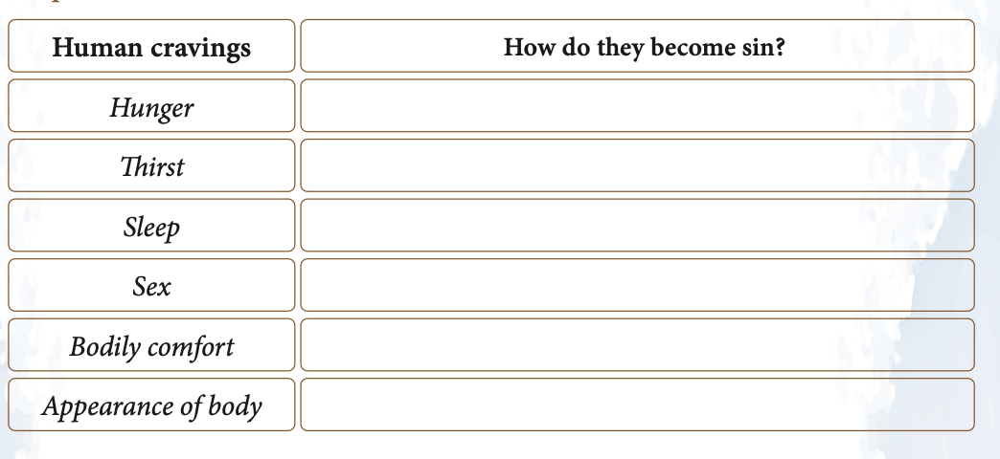 Human cravings
How do they become sin?
Hunger
Thirst
Sleep
Sex
Bodily comfort
Appearance of body